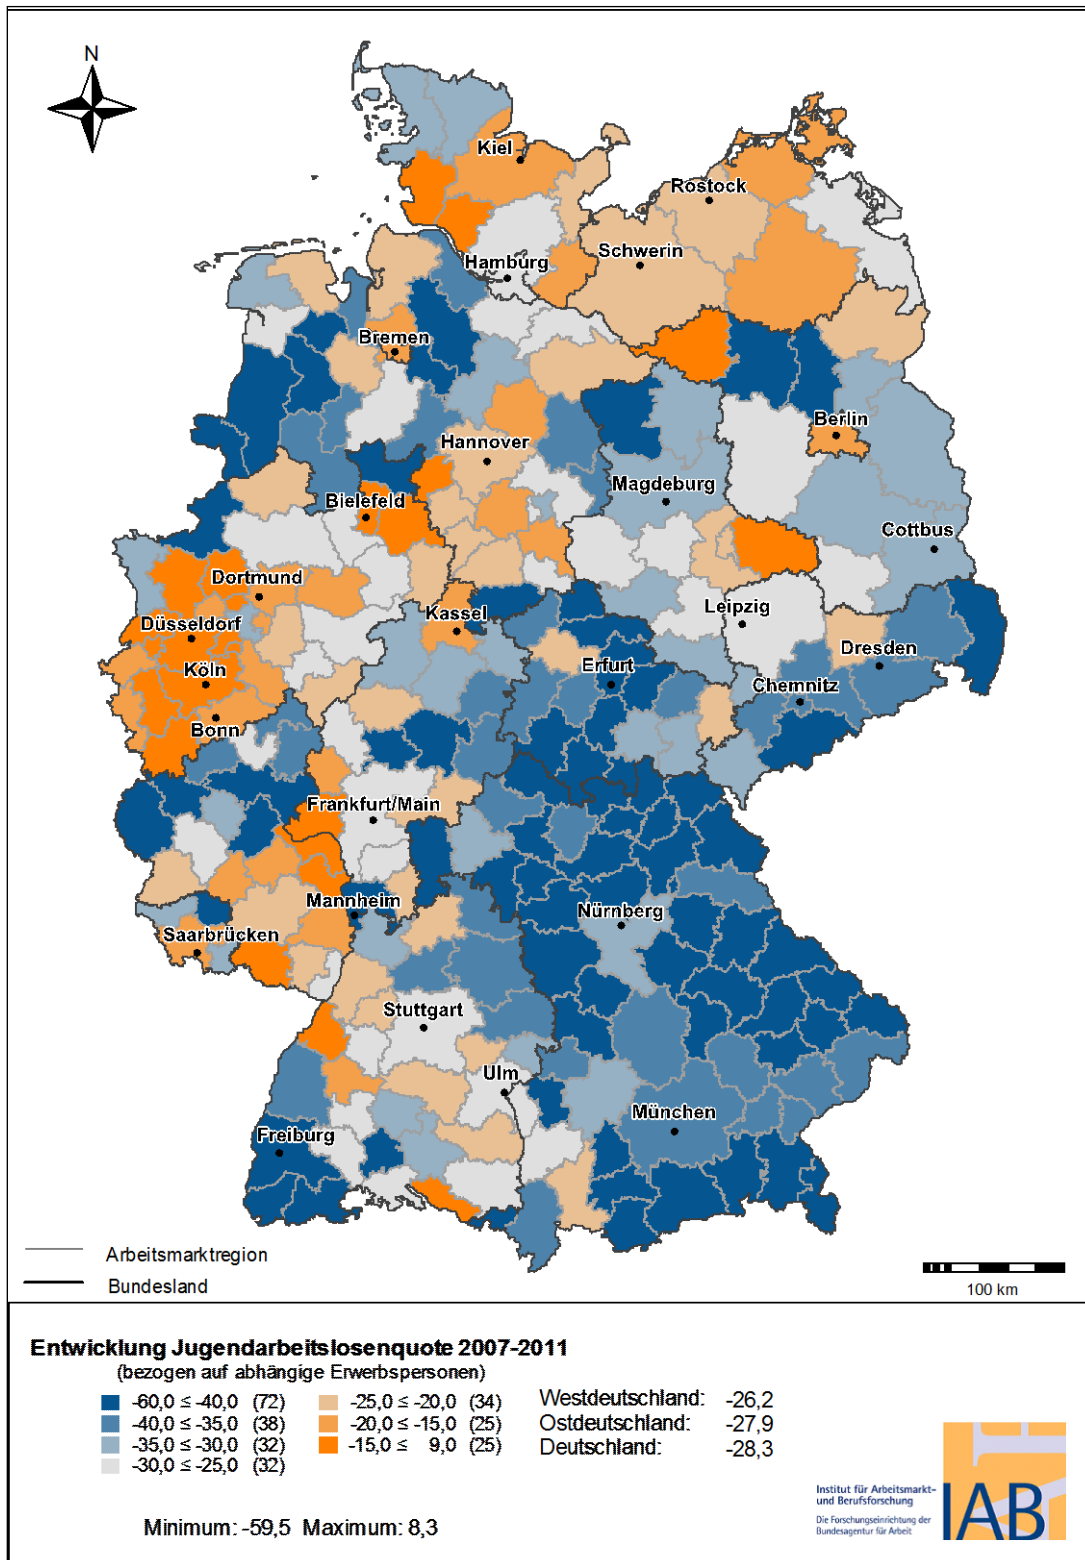 N
Kiel
Rostock
Schwerin
Hamburg
Bremen
Berlin
Hannover
Magdeburg
Bielefeld
Cottbus
Dortmund
Kassel
Leipzig
Düsseldorf
Dresden
Köln
Erfurt
Chemnitz
Bonn
Frankfurt/Main
Mannheim
Nürnberg
Saarbrücken
Stuttgart
Ulm
München
Freiburg
Arbeitsmarktregion
Bundesland
100 km
Entwicklung Jugendarbeitslosenquote 2007-2011
(bezogen auf abhängige Erwerbspersonen)
-60,0 ≤ -40,0 (72)
-40,0 ≤ -35,0 (38)
-35,0 ≤ -30,0 (32)
-30,0 ≤ -25,0 (32)
-25,0 ≤ -20,0 (34)
-20,0 ≤ -15,0 (25)
-15,0 ≤ 9,0 (25)
Westdeutschland: -26,2
Ostdeutschland: -27,9
Deutschland: -28,3
Minimum: -59,5 Maximum: 8,3
Institut für Arbeitsmarkt-
und Berufsforschung
Die Forschungseinrichtung der
Bundesagentur für Arbeit
IAB